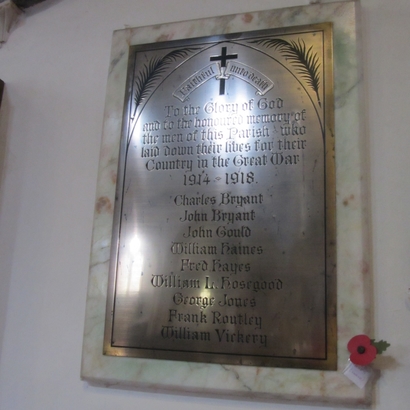 Faithful unto death
To the Glory of God
and to the honoured memory of
the men of this Parish who
laid down their lives for their
Country in the Great War
1914-1918.
Charles Bryant
John Bryant
John Gould
William Haines
Fred Hayes
William L. Hosegood
George Jones
Frank Routley
William Vickery